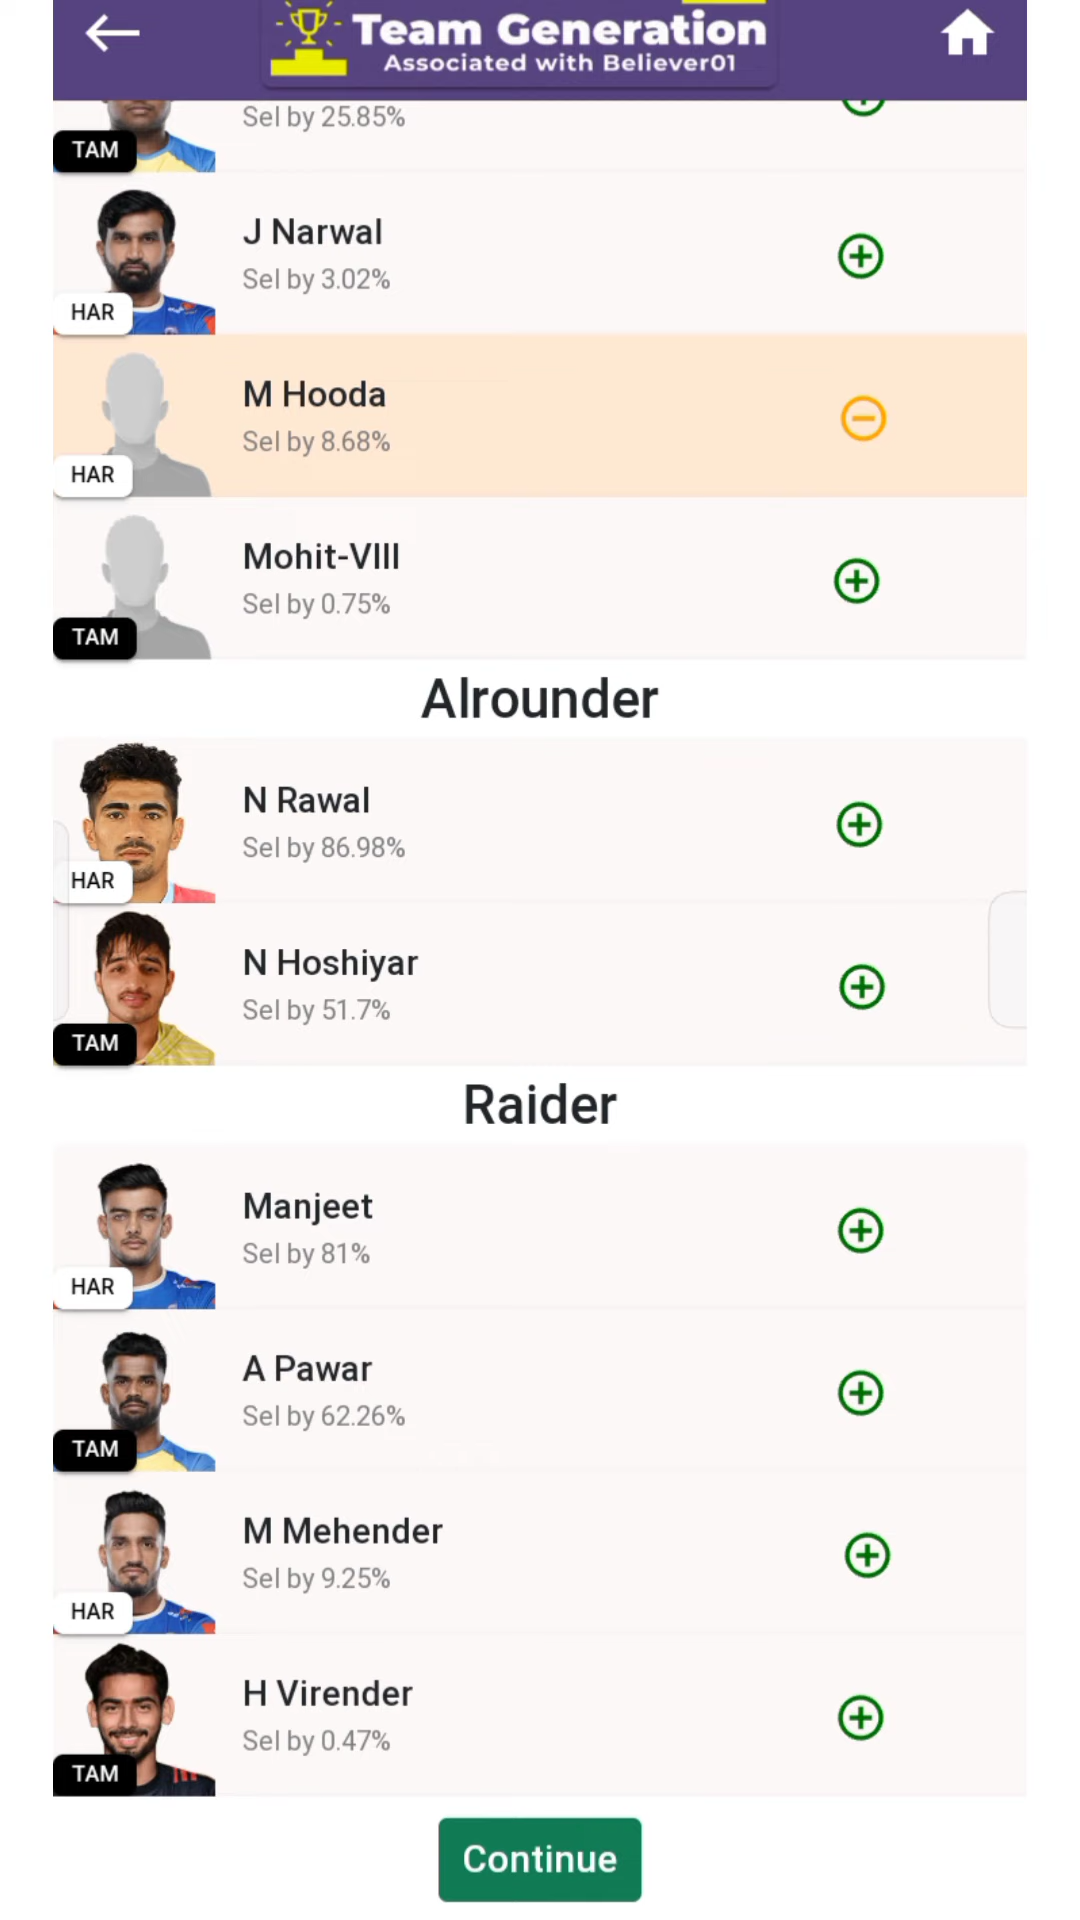 Team Generation
Associated with Believer01
Sel by 25.85%
TAM
J Narwal
Sel by 3.02%
HAR
M Hooda
Sel by 8.68%
HAR
Mohit-VIII
Sel by 0.75%
TAM
Alrounder
N Rawal
Sel by 86.98%
HAR
N Hoshiyar
Sel by 51.7%
TAM
Raider
Manjeet
Sel by 81%
HAR
A Pawar
Sel by 62.26%
TAM
M Mehender
Sel by 9.25%
HAR
H Virender
Sel by 0.47%
TAM
Continue